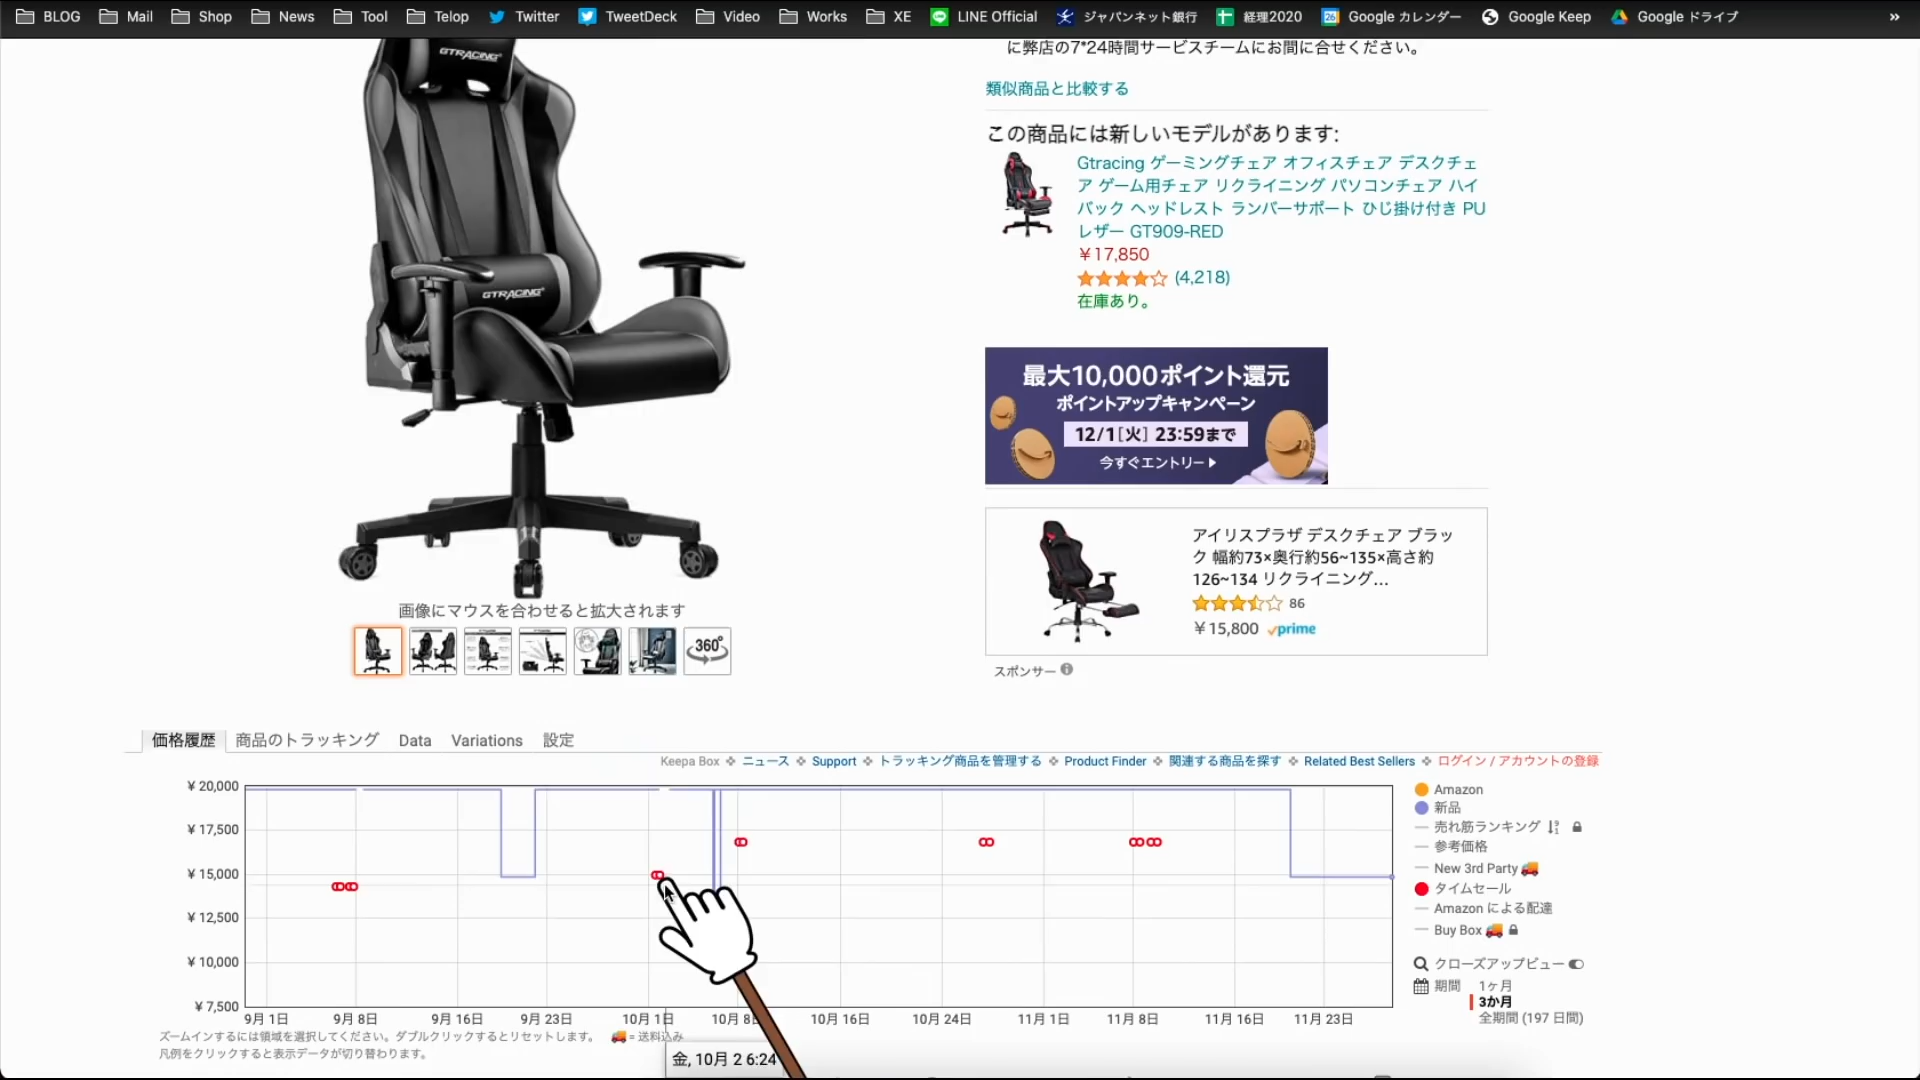 BLOG Mail Shop News Tool Telop Twitter TweetDeck Video Works XE LINE Official ジャパンネット銀行 経理2020 Google カレンダー Google Keep Google ドライブ »
に弊店の7*24時間サービスチームにお間に合せください。
類似商品と比較する
この商品には新しいモデルがあります:
Gtracing ゲーミングチェア オフィスチェア デスクチェ
ア ゲーム用チェア リクライニング パソコンチェア ハイ
バック ヘッドレスト ランバーサポート ひじ掛け付き PU
レザー GT909-RED
￥17,850
(4,218)
在庫あり。
GTRACING
GTRACING
最大10,000ポイント還元
ポイントアップキャンペーン
12/1[火] 23:59まで
今すぐエントリー
アイリスプラザ デスクチェア ブラッ
ク 幅約73×奥行約56~135×高さ約
126~134 リクライニング...
86
￥15,800 prime
スポンサー
画像にマウスを合わせると拡大されます
360°
価格履歴 商品のトラッキング Data Variations 設定
Keepa Box ニュース Support トラッキング商品を管理する Product Finder 関連する商品を探す Related Best Sellers ログイン / アカウントの登録
¥ 20,000
¥ 17,500
¥ 15,000
¥ 12,500
¥ 10,000
¥ 7,500
9月 1日 9月 8日 9月 16日 9月 23日 10月 1日 10月 8日 10月 16日 10月 24日 11月 1日 11月 8日 11月 16日 11月 23日
Amazon
新品
売れ筋ランキング
参考価格
New 3rd Party
タイムセール
Amazon による配達
Buy Box
クローズアップビュー
期間 1ヶ月
3か月
全期間 (197 日間)
ズームインするには領域を選択してください。ダブルクリックするとリセットします。 = 送料込み
凡例をクリックすると表示データが切り替わります。
金, 10月 2 6:24